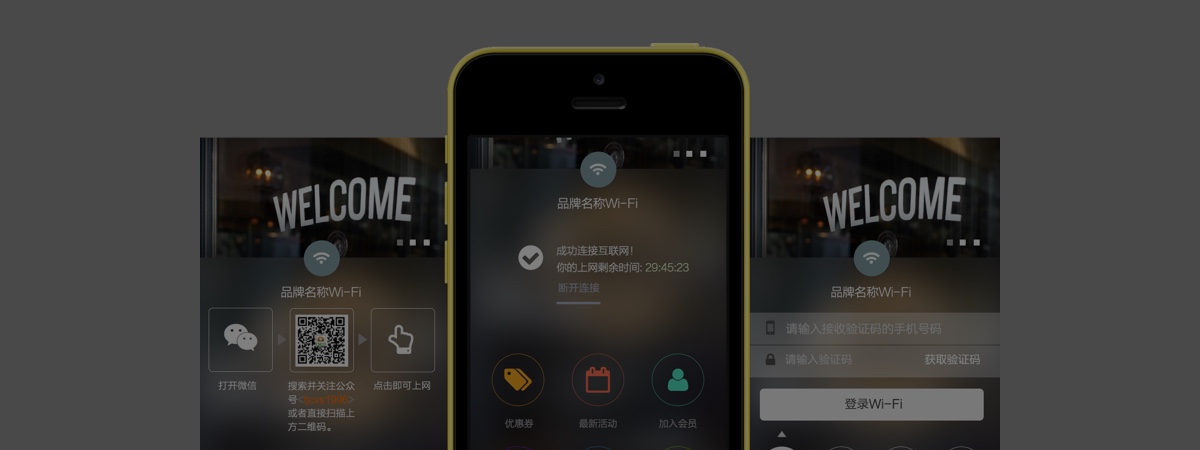 WELCOME
品牌名称Wi-Fi
打开微信
搜索并关注公众
号
或者直接扫描上
方二维码。
点击即可上网
品牌名称Wi-Fi
成功连接互联网!
你的上网剩余时间: 29:45:23
断开连接
优惠券
最新活动
加入会员
WELCOME
品牌名称Wi-Fi
请输入接收验证码的手机号码
请输入验证码
获取验证码
登录Wi-Fi